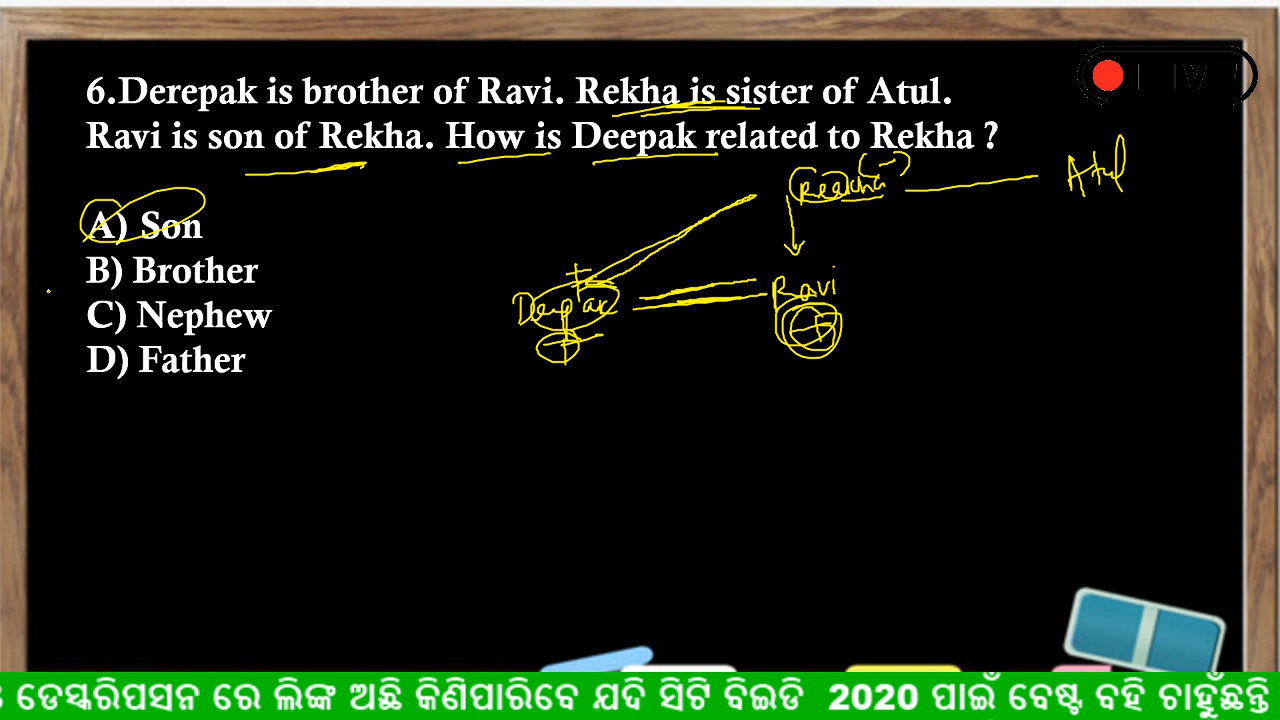 LIVE
6.Derepak is brother of Ravi. Rekha is sister of Atul.
Ravi is son of Rekha. How is Deepak related to Rekha ?
Rekha (-) Atul
A) Son
B) Brother
Deepak Ravi
C) Nephew
D) Father
ଡେସ୍କରିପସନ ରେ ଲିଙ୍କ ଅଛି କିଣିପାରିବେ ଯଦି ସିଟି ବିଇଡି 2020 ପାଇଁ ବେଷ୍ଟ ବହି ଚାହୁଁଛନ୍ତି